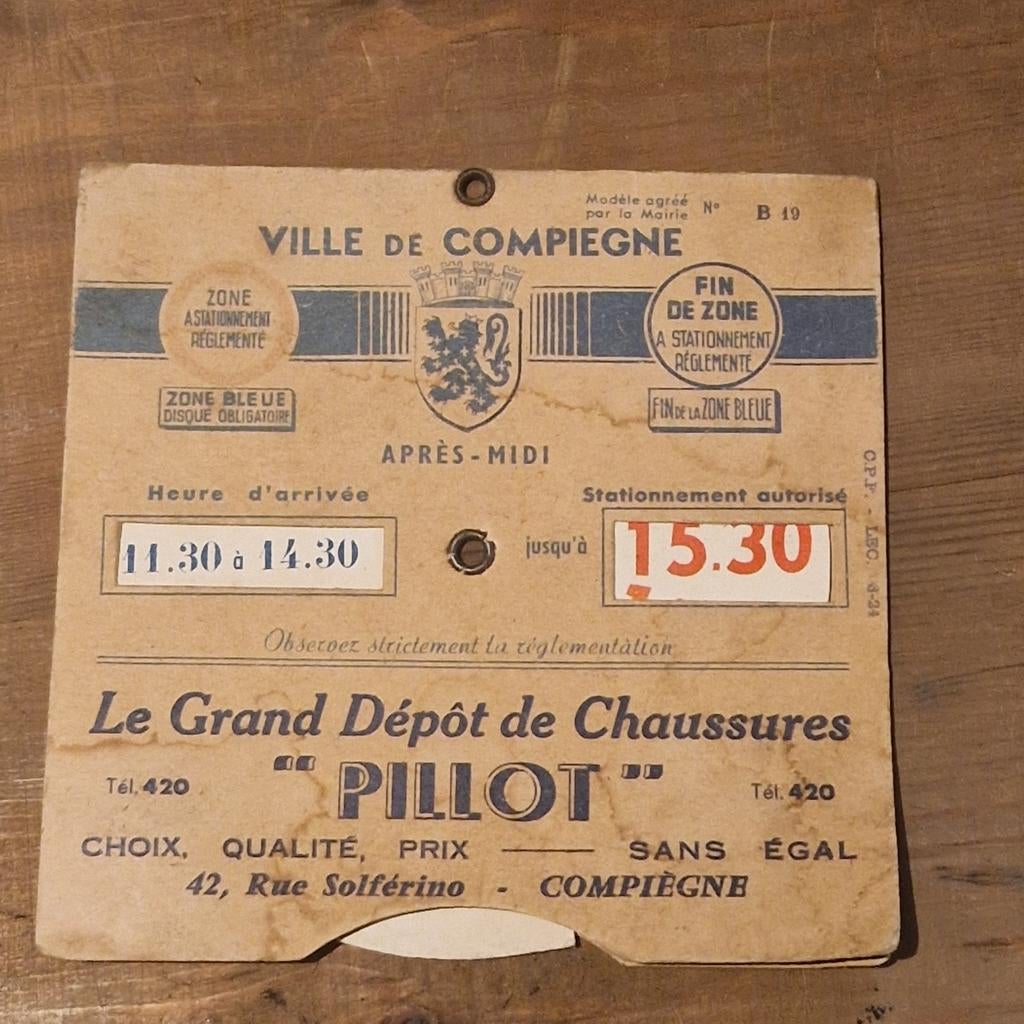 Modèle agréé
par la Mairie N° B 19
VILLE DE COMPIEGNE
ZONE
A STATIONNEMENT
RÉGLEMENTÉ
FIN
DE ZONE
A STATIONNEMENT
RÉGLEMENTÉ
ZONE BLEUE
DISQUE OBLIGATOIRE
FIN DE LA ZONE BLEUE
APRÈS-MIDI
Heure d'arrivée
Stationnement autorisé
11.30 à 14.30
jusqu'à
15.30
Observez strictement la réglementation
Le Grand Dépôt de Chaussures
"PILLOT"
Tél. 420
Tél. 420
CHOIX, QUALITÉ, PRIX — SANS ÉGAL
42, Rue Solférino - COMPIÈGNE
C.P.P. - LBC.